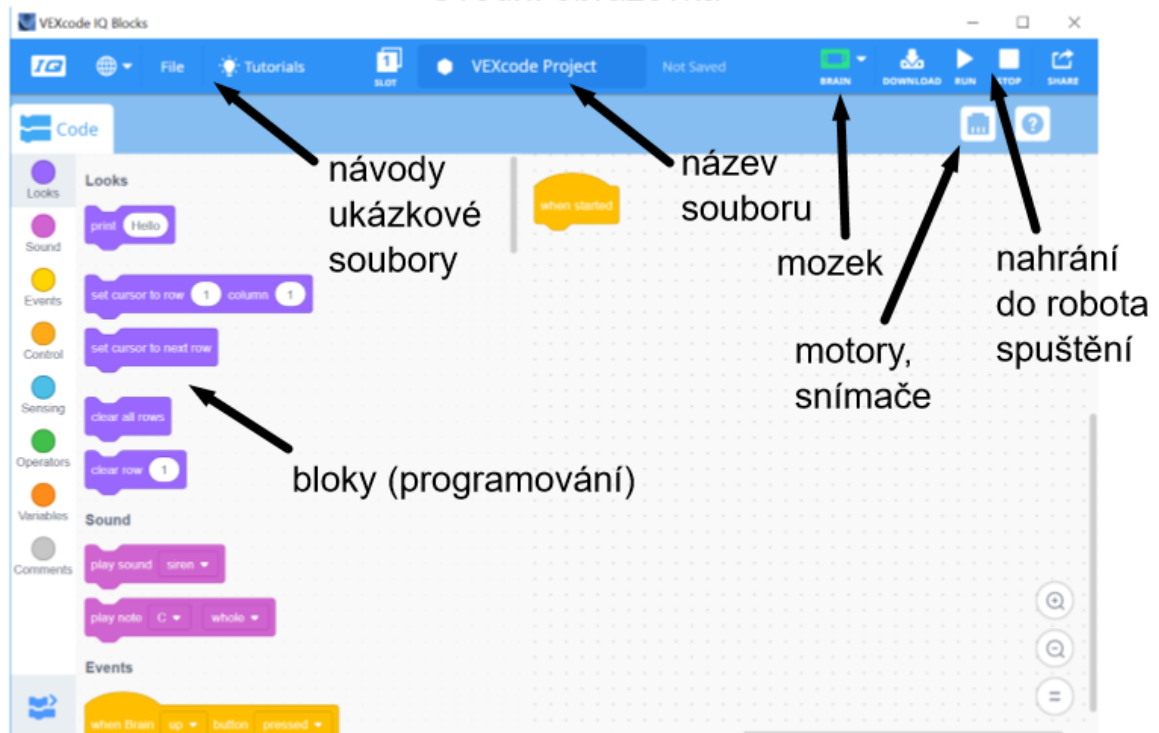 VEXcode IQ Blocks
IQ
File
Tutorials
1
SLOT
VEXcode Project
Not Saved
BRAIN
DOWNLOAD
RUN
STOP
SHARE
Code
návody
ukázkové
soubory
název
souboru
mozek
motory,
snímače
nahrání
do robota
spuštění
bloky (programování)
Looks
Sound
Events
Control
Sensing
Operators
Variables
Comments
Looks
print Hello
set cursor to row 1 column 1
set cursor to next row
clear all rows
clear row 1
Sound
play sound siren
play note C whole
Events
when Brain up button pressed
when started